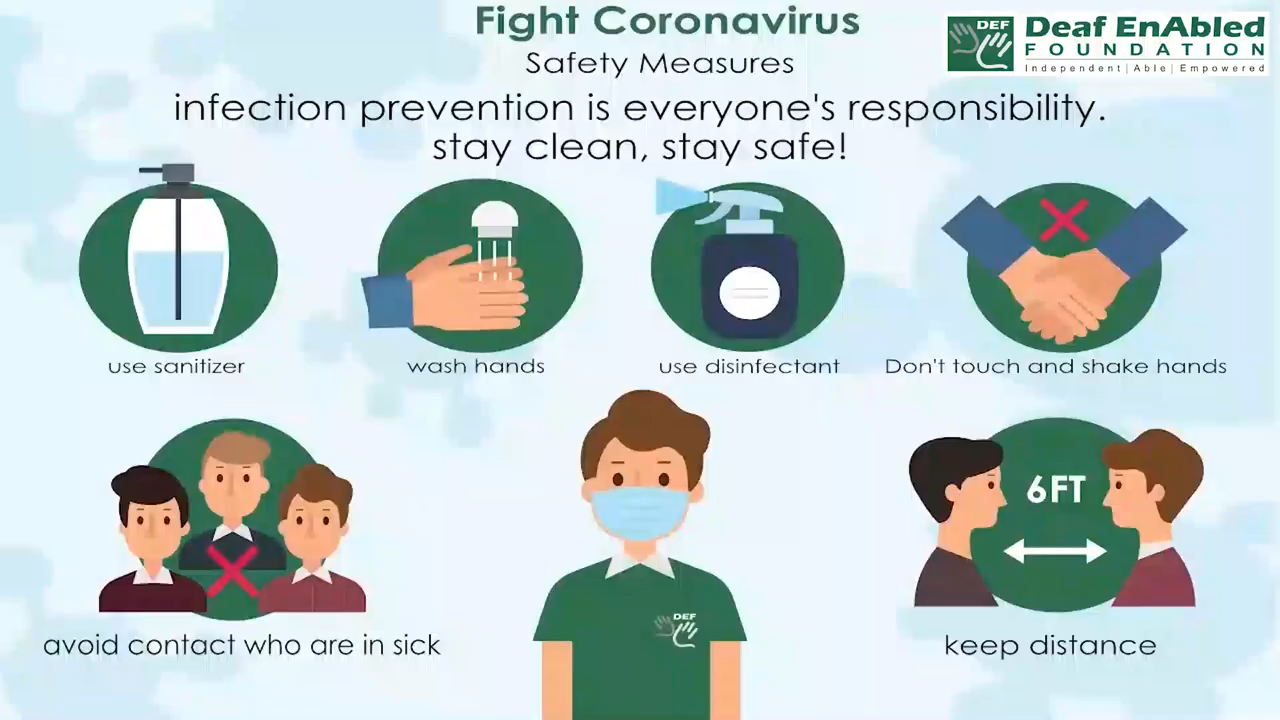 Fight Coronavirus
Safety Measures
DEF
Deaf EnAbled
FOUNDATION
Independent | Able | Empowered
infection prevention is everyone's responsibility.
stay clean, stay safe!
use sanitizer
wash hands
use disinfectant
Don't touch and shake hands
6FT
DEF
avoid contact who are in sick
keep distance